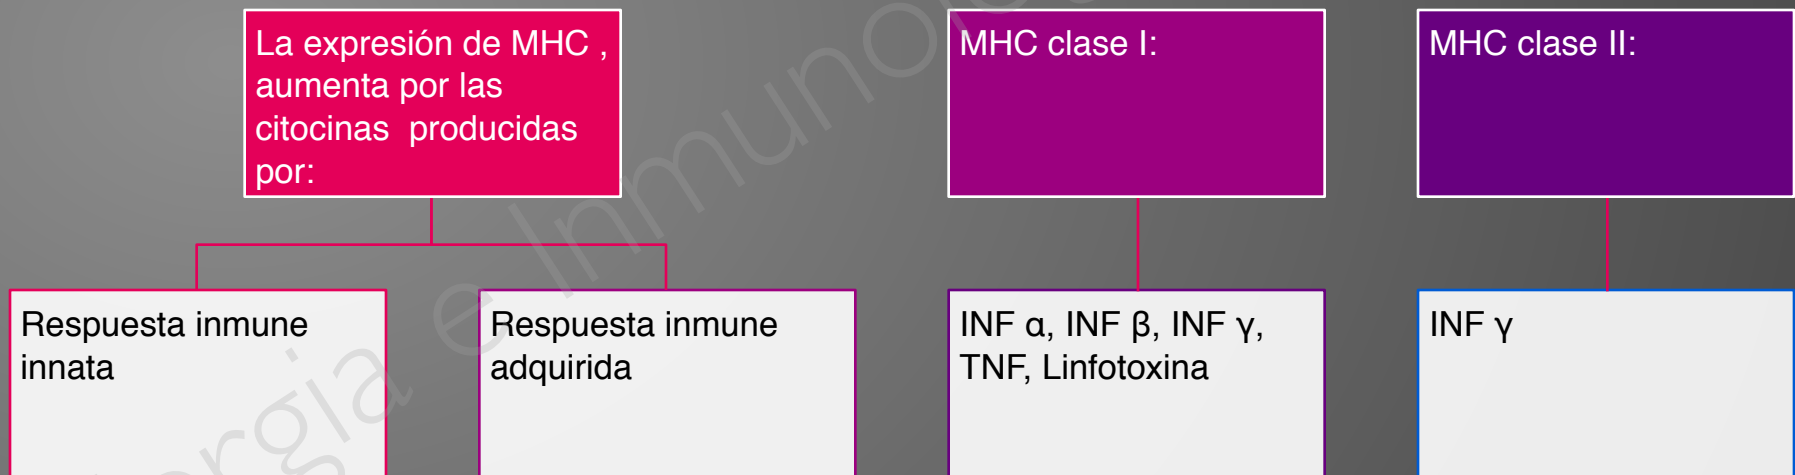 La expresión de MHC ,
aumenta por las
citocinas producidas
por:
MHC clase I:
MHC clase II:
Respuesta inmune
innata
Respuesta inmune
adquirida
INF α, INF β, INF γ,
TNF, Linfotoxina
INF γ